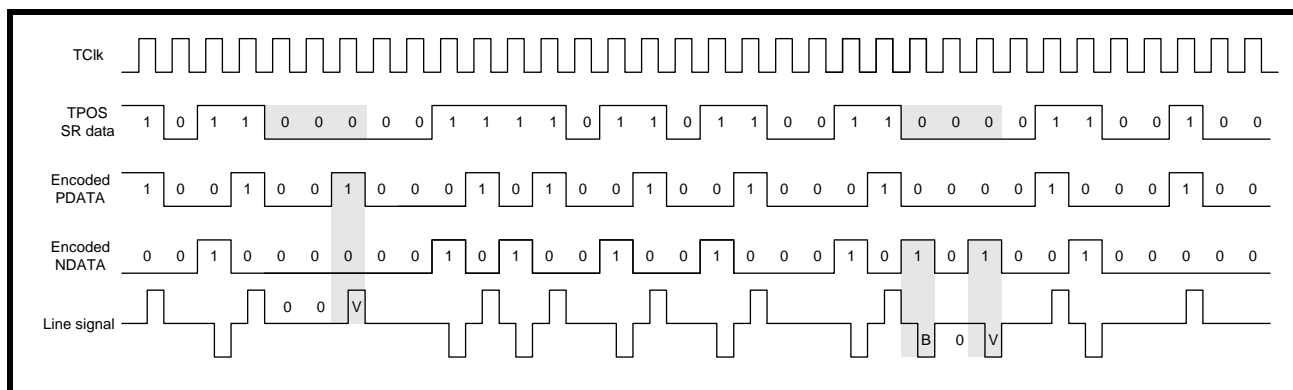 TClk
TPOS
SR data
1 0 1 1 0 0 0 0 0 1 1 1 1 0 1 1 0 1 1 0 0 1 1 0 0 0 0 1 1 0 0 1 0 0
Encoded
PDATA
1 0 0 1 0 0 1 0 0 0 1 0 1 0 0 1 0 0 1 0 0 0 1 0 0 0 0 1 0 0 0 1 0 0
Encoded
NDATA
0 0 1 0 0 0 0 0 0 1 0 1 0 0 1 0 0 1 0 0 0 1 0 1 0 1 0 0 1 0 0 0 0 0
Line signal
0 0 V
B 0 V